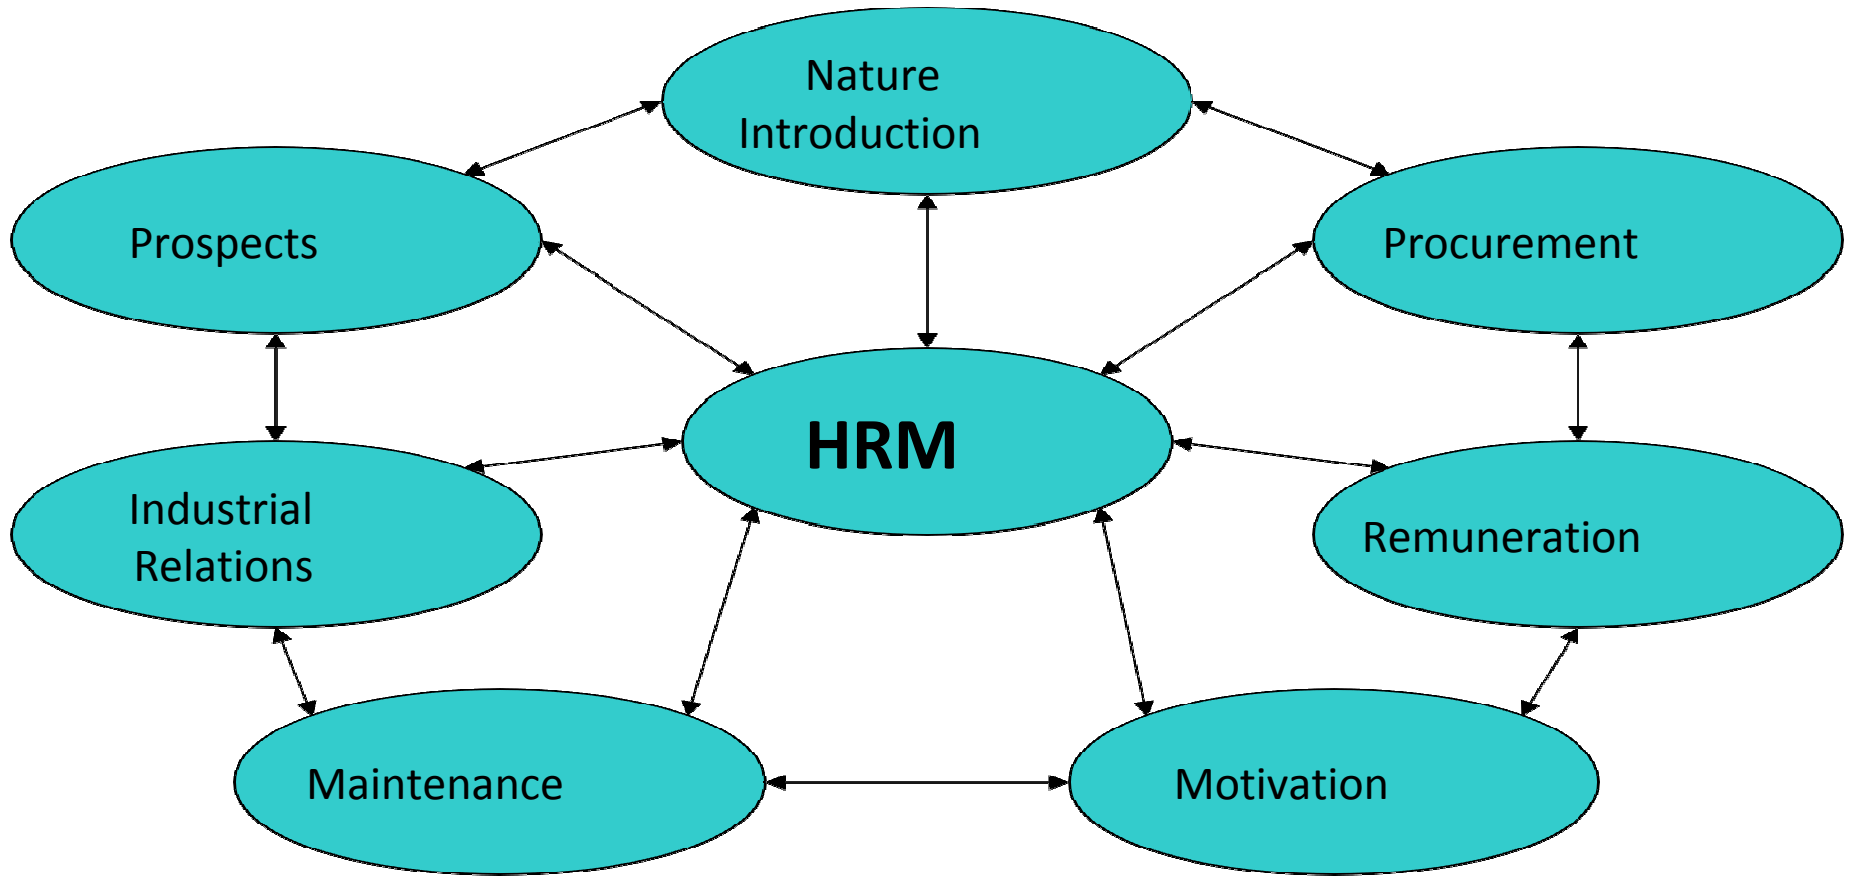 Nature
Introduction
Prospects
Procurement
HRM
Industrial
Relations
Remuneration
Maintenance
Motivation